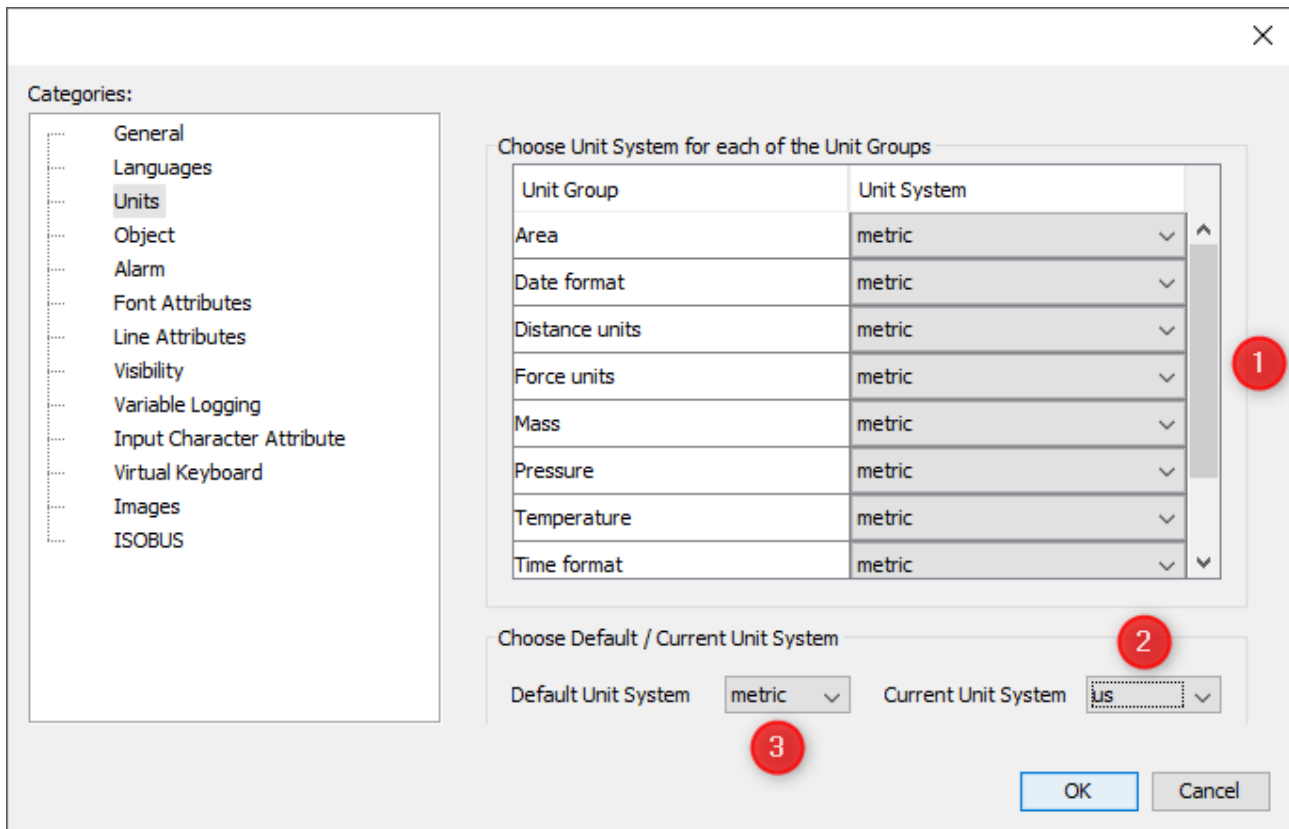 Categories:
General
Languages
Units
Object
Alarm
Font Attributes
Line Attributes
Visibility
Variable Logging
Input Character Attribute
Virtual Keyboard
Images
ISOBUS
Choose Unit System for each of the Unit Groups
Unit Group Unit System
Area metric
Date format metric
Distance units metric
Force units metric
1
Mass metric
Pressure metric
Temperature metric
Time format metric
Choose Default / Current Unit System
2
Default Unit System metric Current Unit System us
3
OK Cancel